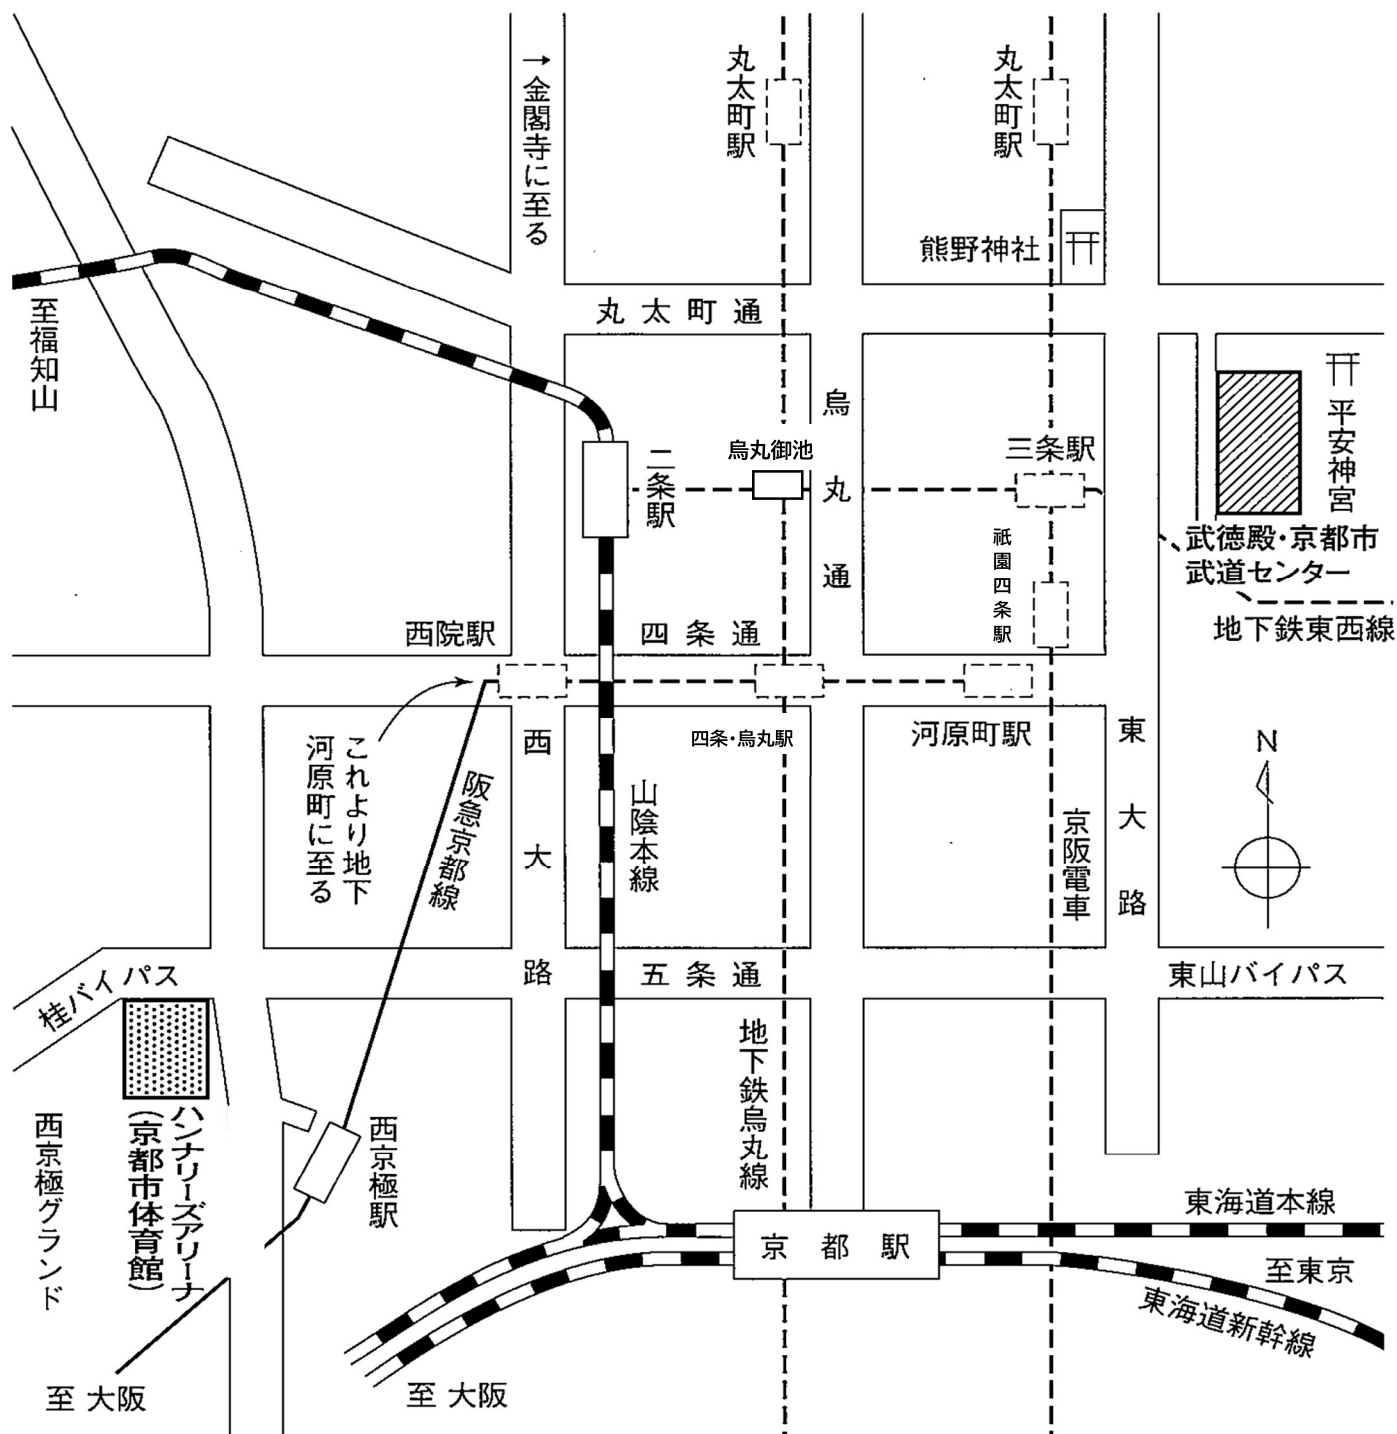 →金閣寺に至る
丸太町駅
丸太町駅
熊野神社
至福知山
丸太町通
烏丸通
平安神宮
烏丸御池
三条駅
二条駅
祇園四条駅
武徳殿・京都市
武道センター
地下鉄東西線
西院駅
四条通
四条・烏丸駅
河原町駅
これより地下
河原町に至る
阪急京都線
西大路
山陰本線
京阪電車
東大路
N
桂バイパス
五条通
東山バイパス
地下鉄烏丸線
西京極グランド
ハンナリーズアリーナ
(京都市体育館)
西京極駅
京都駅
東海道本線
至東京
東海道新幹線
至 大阪
至 大阪